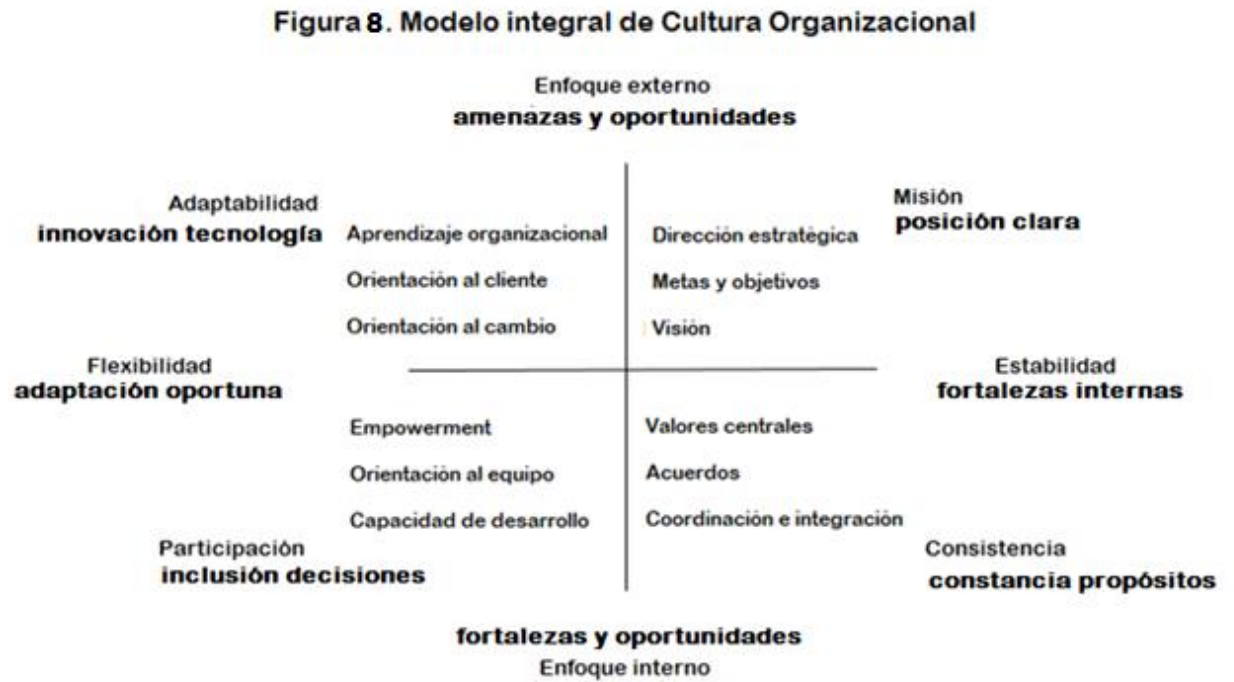 Figura 8. Modelo integral de Cultura Organizacional
Enfoque externo
amenazas y oportunidades
Adaptabilidad
innovación tecnología
Aprendizaje organizacional
Orientación al cliente
Orientación al cambio
Misión
posición clara
Dirección estratègica
Metas y objetivos
Visión
Flexibilidad
adaptación oportuna
Estabilidad
fortalezas internas
Empowerment
Orientación al equipo
Capacidad de desarrollo
Participación
inclusión decisiones
Valores centrales
Acuerdos
Coordinación e integración
Consistencia
constancia propósitos
fortalezas y oportunidades
Enfoque interno